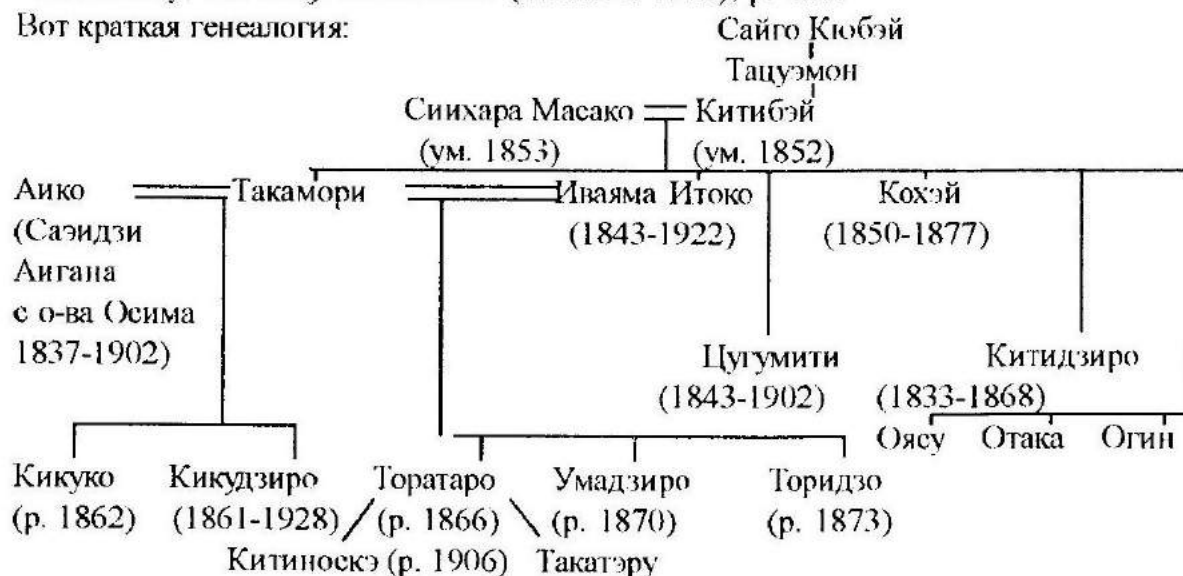 Вот краткая генеалогия:
Сайго Кюбэй
Тацуэмон
Сиихара Масако Китибэй
(ум. 1853) (ум. 1852)
Аико Такамори Иваяма Итоко Кохэй
(Саэидзи (1843-1922) (1850-1877)
Аигана
с о-ва Осима
1837-1902) Цугумити Китидзиро
(1843-1902) (1833-1868)
Оясу Отака Огин
Кикуко Кикудзиро Торатаро Умадзиро Торидзо
(р. 1862) (1861-1928) (р. 1866) (р. 1870) (р. 1873)
Китиноскэ (р. 1906) Такатэру